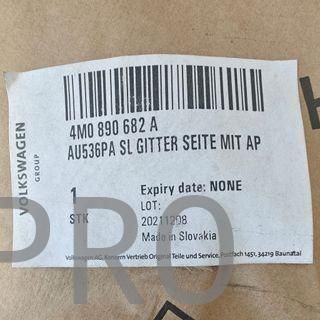 VOLKSWAGEN
GROUP
4M0 890 682 A
AU536PA SL GITTER SEITE MIT AP
1
STK
Expiry date: NONE
LOT:
20211208
Made in Slovakia
Volkswagen AG, Konzern Vertrieb Original Teile und Service, Postfach 1451, 34219 Baunatal
PRO